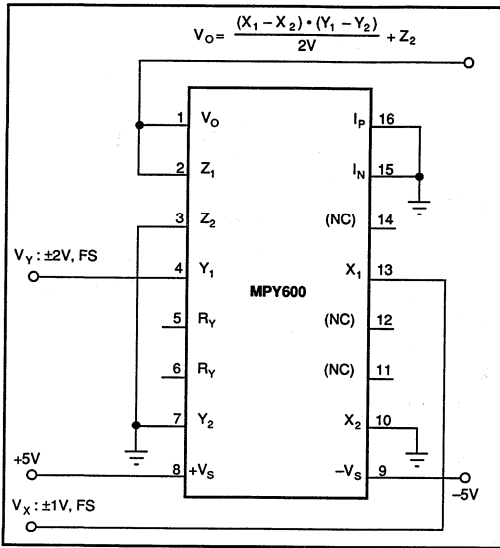 V_O = (X_1 – X_2) • (Y_1 – Y_2) / 2V + Z_2
1 V_O
I_P 16
2 Z_1
I_N 15
3 Z_2
(NC) 14
V_Y : ±2V, FS
4 Y_1
X_1 13
MPY600
5 R_Y
(NC) 12
6 R_Y
(NC) 11
7 Y_2
X_2 10
+5V
8 +V_S
–V_S 9
–5V
V_X : ±1V, FS